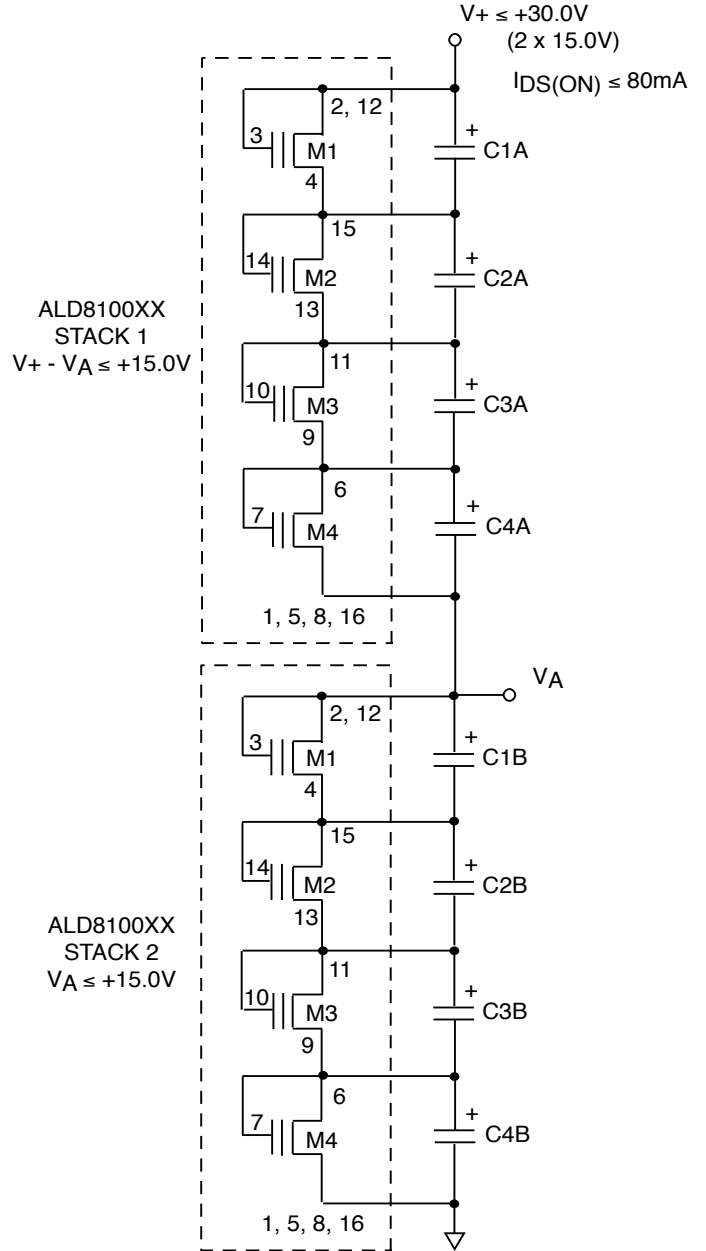 V+ ≤ +30.0V
(2 x 15.0V)
IDS(ON) ≤ 80mA
2, 12
3
M1
4
+
C1A
15
14
M2
13
+
C2A
ALD8100XX
STACK 1
V+ - VA ≤ +15.0V
11
10
M3
9
+
C3A
6
7
M4
+
C4A
1, 5, 8, 16
VA
2, 12
3
M1
4
+
C1B
15
14
M2
13
+
C2B
ALD8100XX
STACK 2
VA ≤ +15.0V
11
10
M3
9
+
C3B
6
7
M4
+
C4B
1, 5, 8, 16